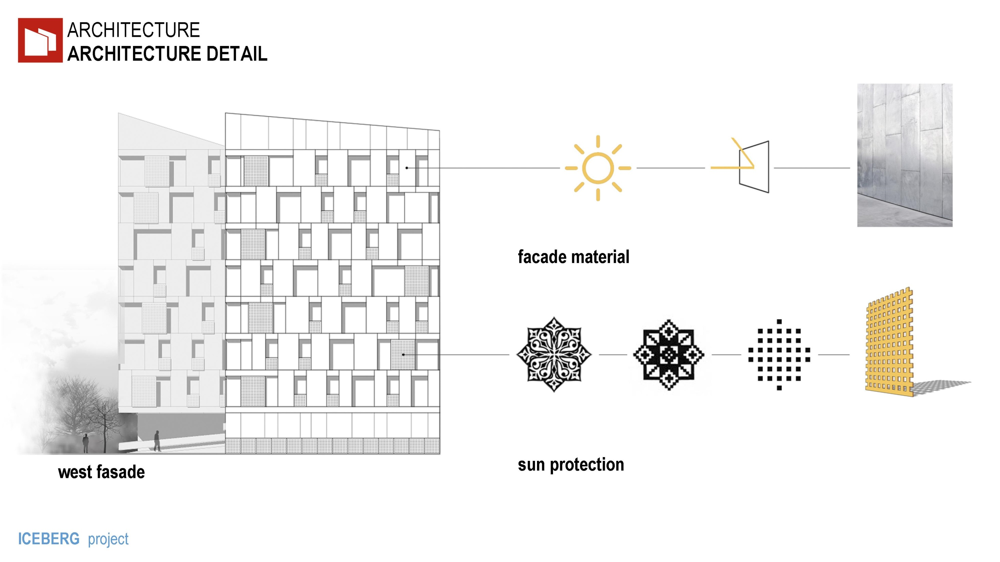 ARCHITECTURE
ARCHITECTURE DETAIL
facade material
sun protection
west fasade
ICEBERG project